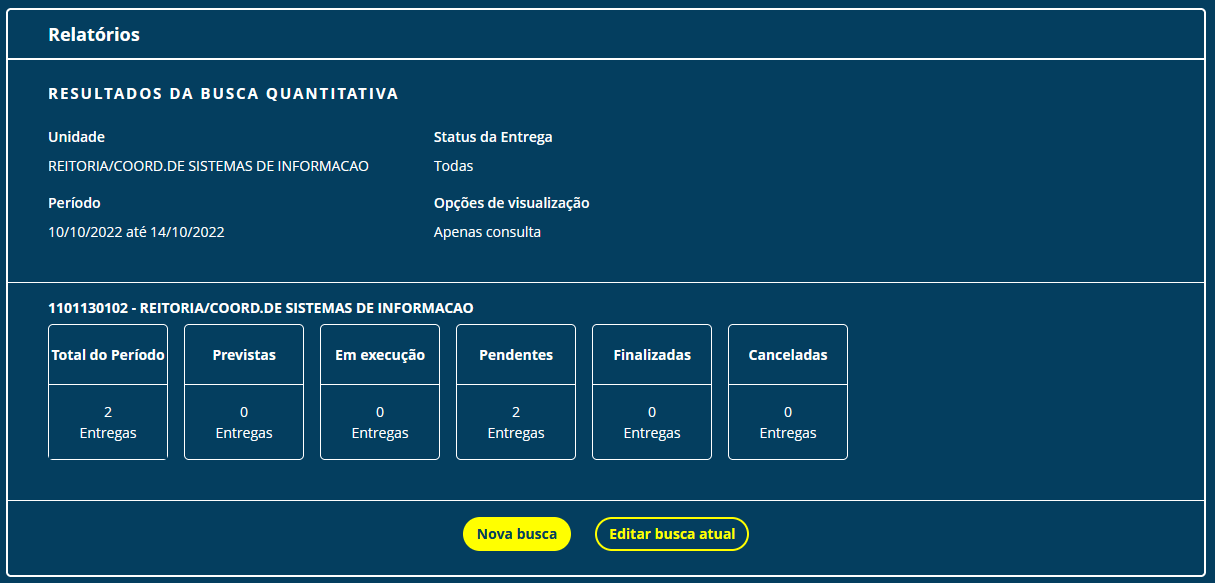 Relatórios
RESULTADOS DA BUSCA QUANTITATIVA
Unidade
REITORIA/COORD.DE SISTEMAS DE INFORMACAO
Status da Entrega
Todas
Período
10/10/2022 até 14/10/2022
Opções de visualização
Apenas consulta
1101130102 - REITORIA/COORD.DE SISTEMAS DE INFORMACAO
Total do Período
2
Entregas
Previstas
0
Entregas
Em execução
0
Entregas
Pendentes
2
Entregas
Finalizadas
0
Entregas
Canceladas
0
Entregas
Nova busca
Editar busca atual